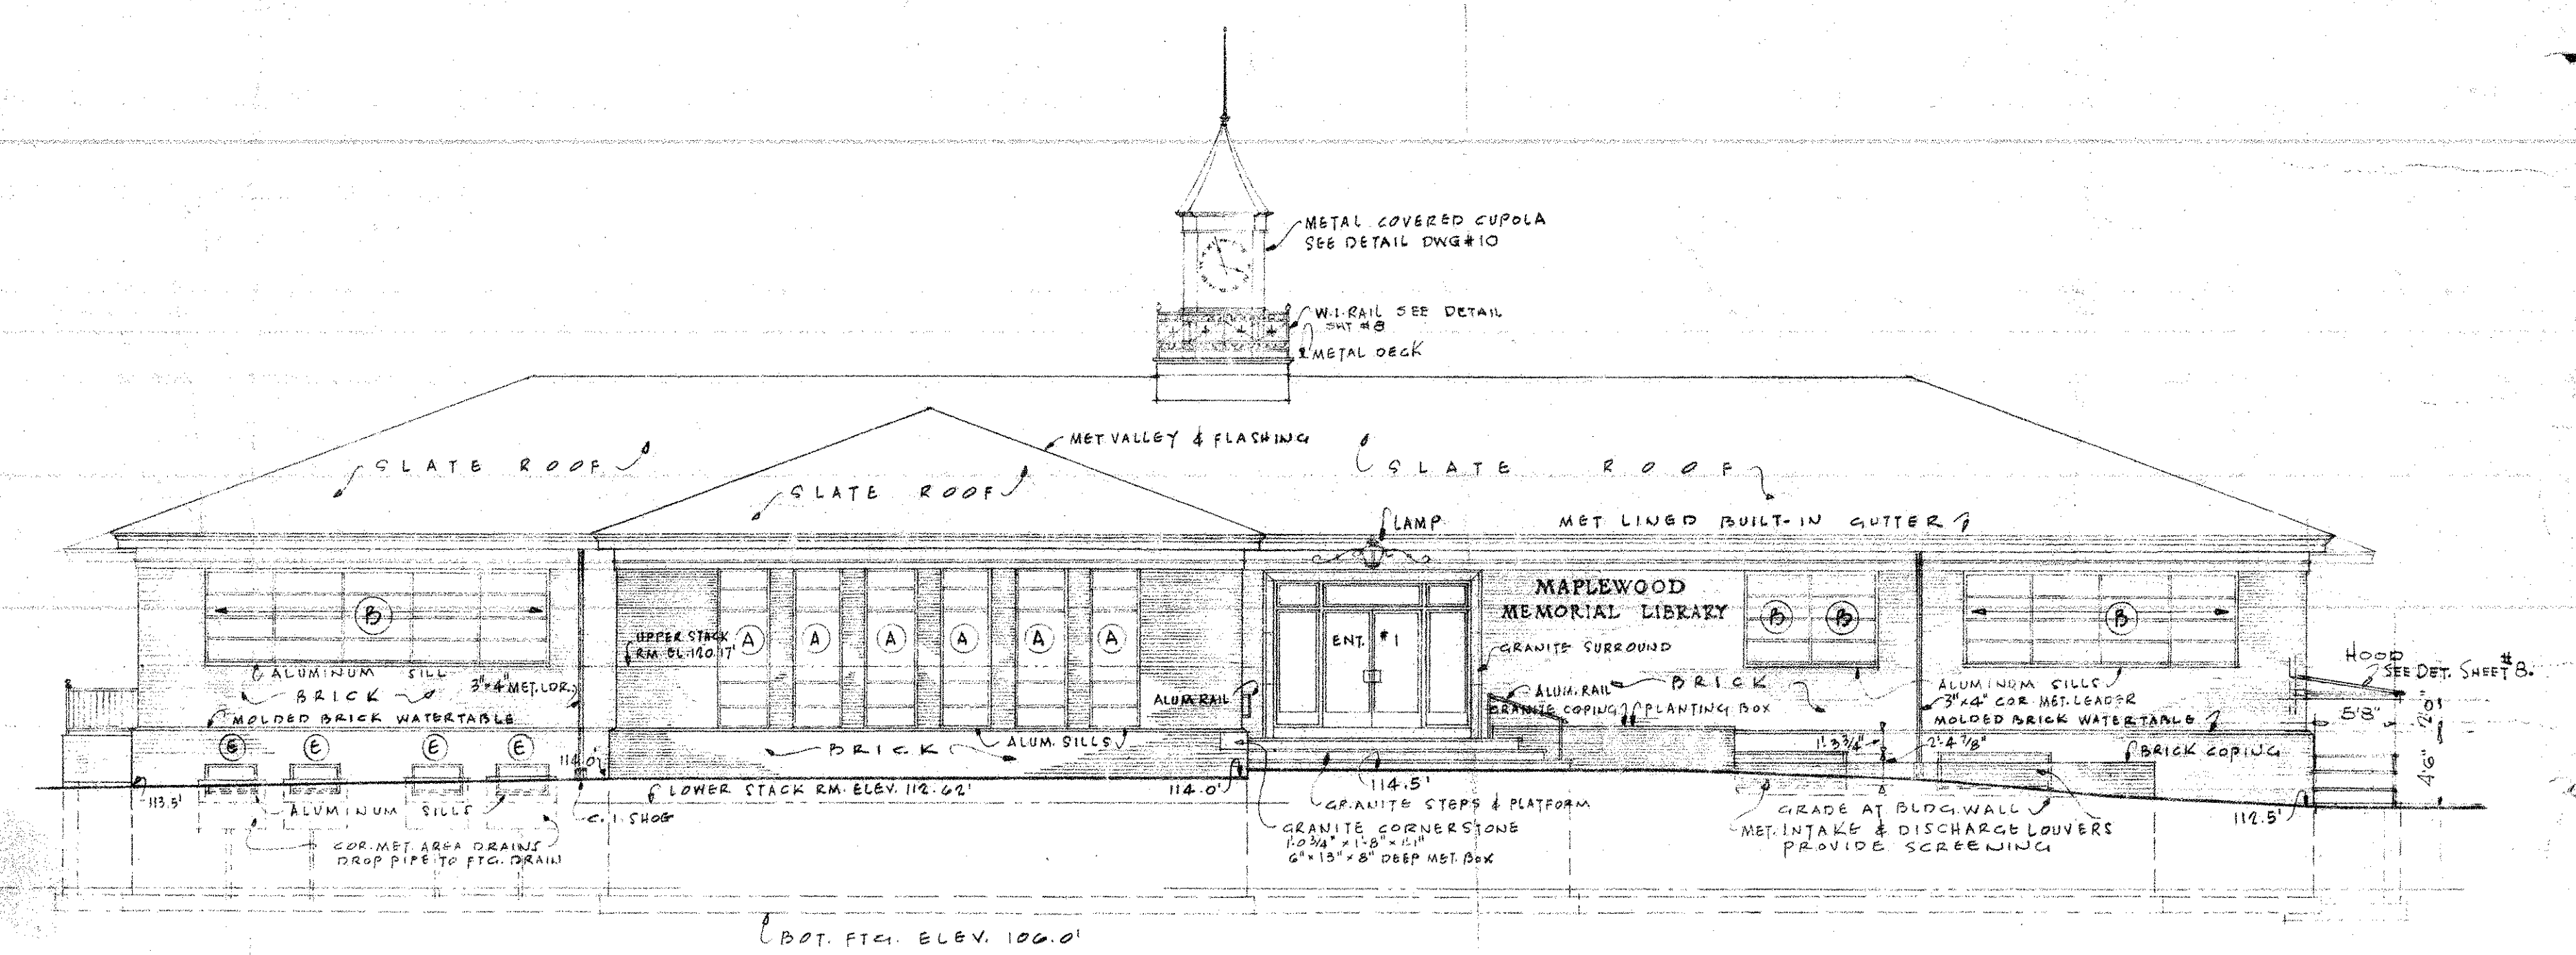 METAL COVERED CUPOLA
SEE DETAIL DWG#10
W.I. RAIL SEE DETAIL
SHT #8
METAL DECK
MET. VALLEY & FLASHING
SLATE ROOF
SLATE ROOF
SLATE ROOF
LAMP
MET LINED BUILT-IN GUTTER
MAPLEWOOD
MEMORIAL LIBRARY
B
UPPER STACK
RM. EL. 120.17'
A
A
A
A
A
A
ENT. #1
B
B
B
GRANITE SURROUND
HOOD
SEE DET. SHEET #8.
ALUMINUM SILL
BRICK
3"x4" MET. LDR.
MOLDED BRICK WATERTABLE
ALUM RAIL
ALUM. RAIL
BRICK
GRANITE COPING
PLANTING BOX
ALUMINUM SILLS
3"x4" COR. MET. LEADER
MOLDED BRICK WATERTABLE
5'8"
2'0"
4'6"
E
E
E
E
BRICK
ALUM. SILLS
1'-3 3/4"
2'-4 7/8"
BRICK COPING
114.0'
113.5'
LOWER STACK RM. ELEV. 112.62'
114.0'
114.5'
112.5'
ALUMINUM SILLS
C. I. SHOE
COR. MET. AREA DRAINS
DROP PIPE TO FTG. DRAIN
GRANITE STEPS & PLATFORM
GRANITE CORNERSTONE
6" x 13" x 8" DEEP MET. BOX
GRADE AT BLDG. WALL
MET. INTAKE & DISCHARGE LOUVERS
PROVIDE SCREENING
BOT. FTG. ELEV. 106.0'